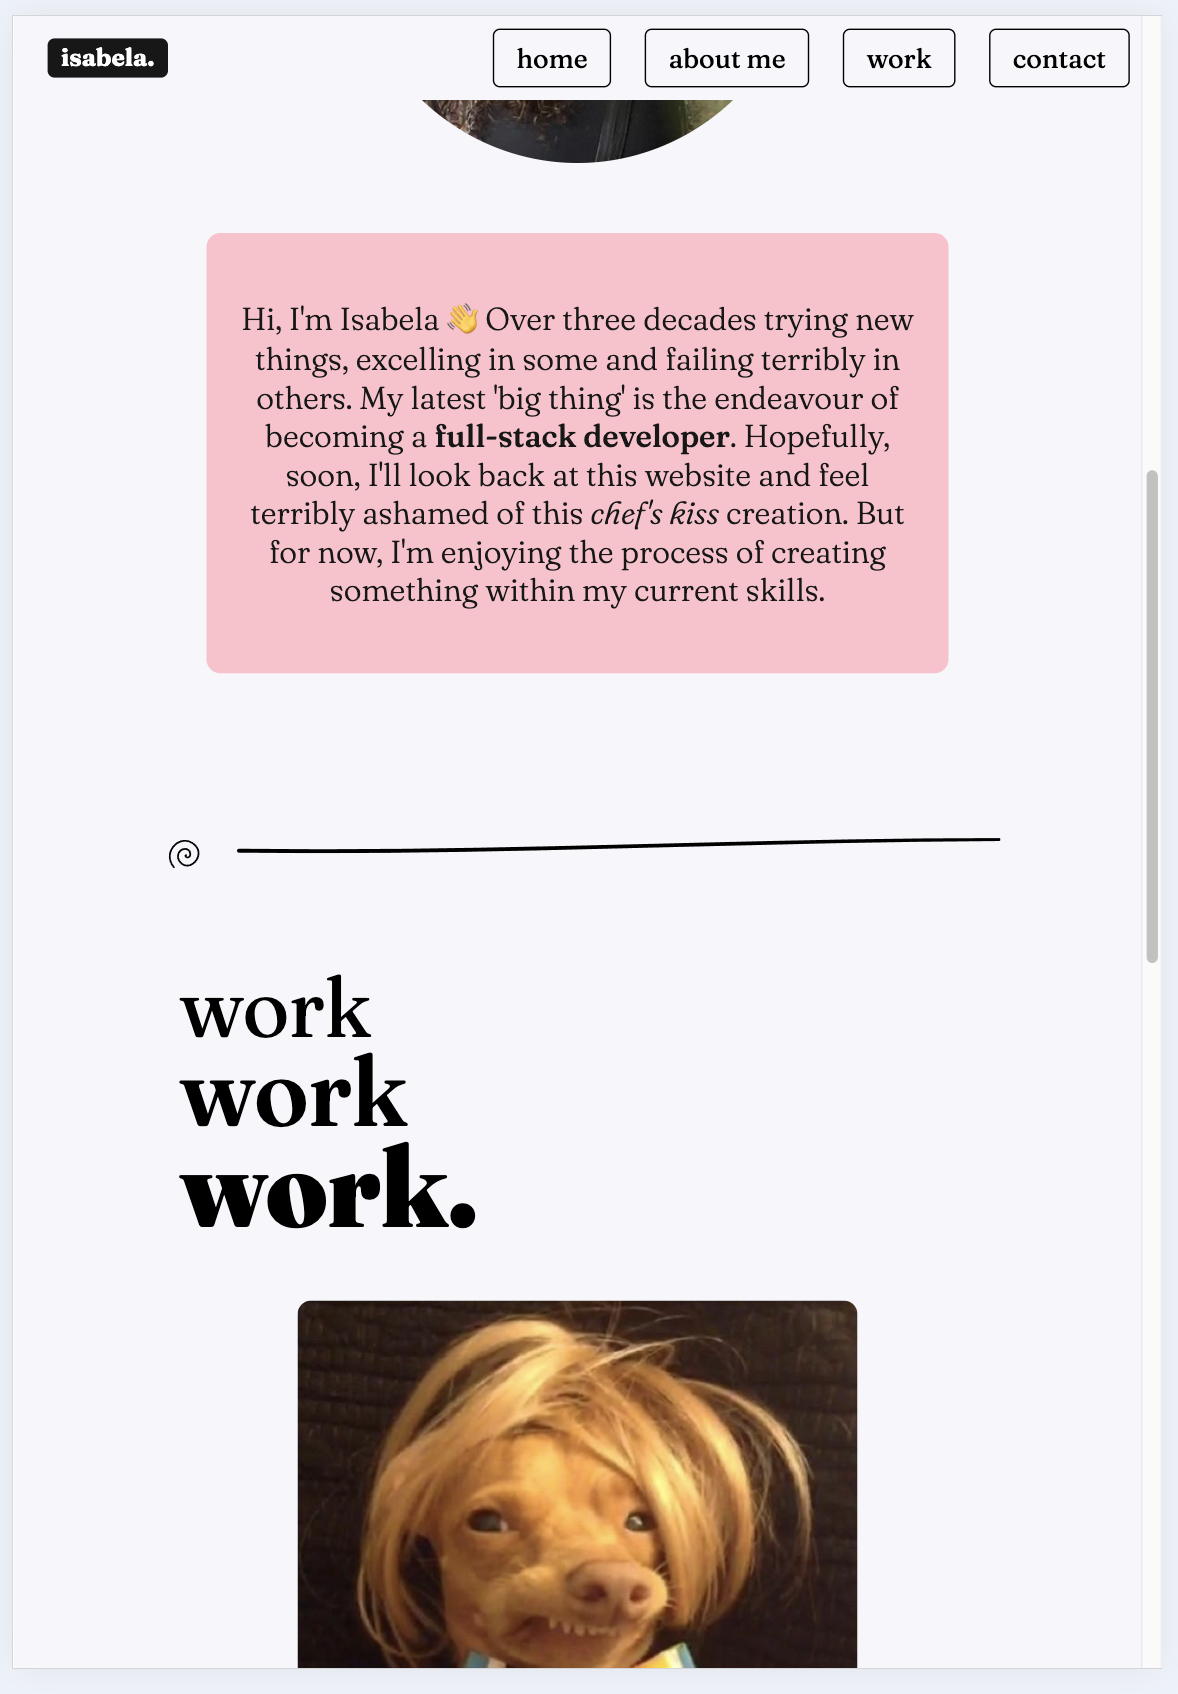 isabela.
home
about me
work
contact
Hi, I'm Isabela 👋 Over three decades trying new
things, excelling in some and failing terribly in
others. My latest 'big thing' is the endeavour of
becoming a full-stack developer. Hopefully,
soon, I'll look back at this website and feel
terribly ashamed of this chef's kiss creation. But
for now, I'm enjoying the process of creating
something within my current skills.
work
work
work.